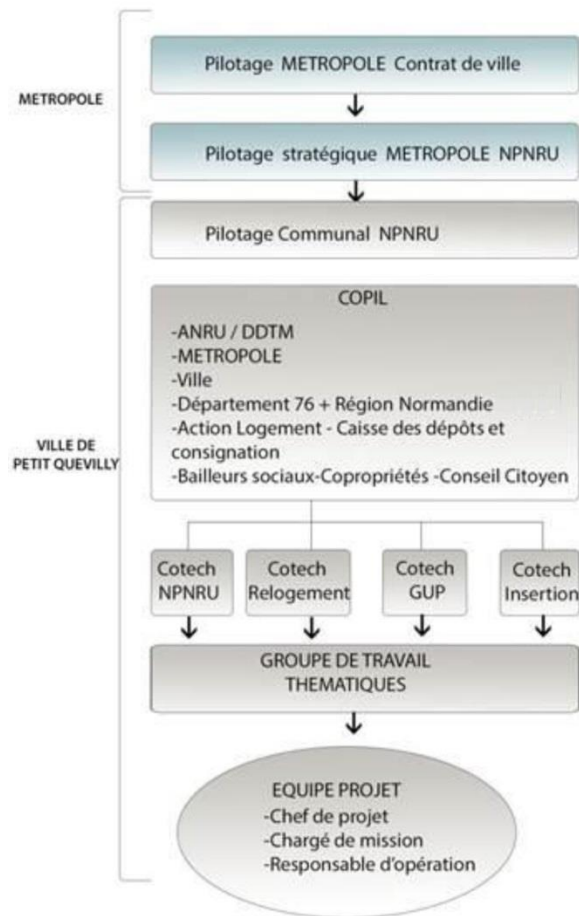 METROPOLE
Pilotage METROPOLE Contrat de ville
Pilotage stratégique METROPOLE NPNRU
VILLE DE
PETIT QUEVILLY
Pilotage Communal NPNRU
COPIL
-ANRU / DDTM
-METROPOLE
-Ville
-Département 76 + Région Normandie
-Action Logement - Caisse des dépôts et
consignation
-Bailleurs sociaux-Copropriétés -Conseil Citoyen
Cotech
NPNRU
Cotech
Relogement
Cotech
GUP
Cotech
Insertion
GROUPE DE TRAVAIL
THEMATIQUES
EQUIPE PROJET
-Chef de projet
-Chargé de mission
-Responsable d'opération